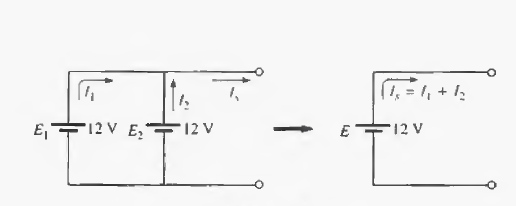 I₁ I₂ Iₛ
E₁ 12 V E₂ 12 V
Iₛ = I₁ + I₂
E 12 V